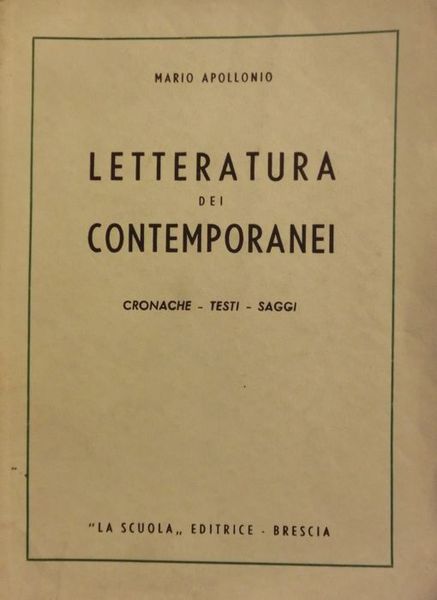 MARIO APOLLONIO
LETTERATURA
DEI
CONTEMPORANEI
CRONACHE - TESTI - SAGGI
"LA SCUOLA„ EDITRICE - BRESCIA